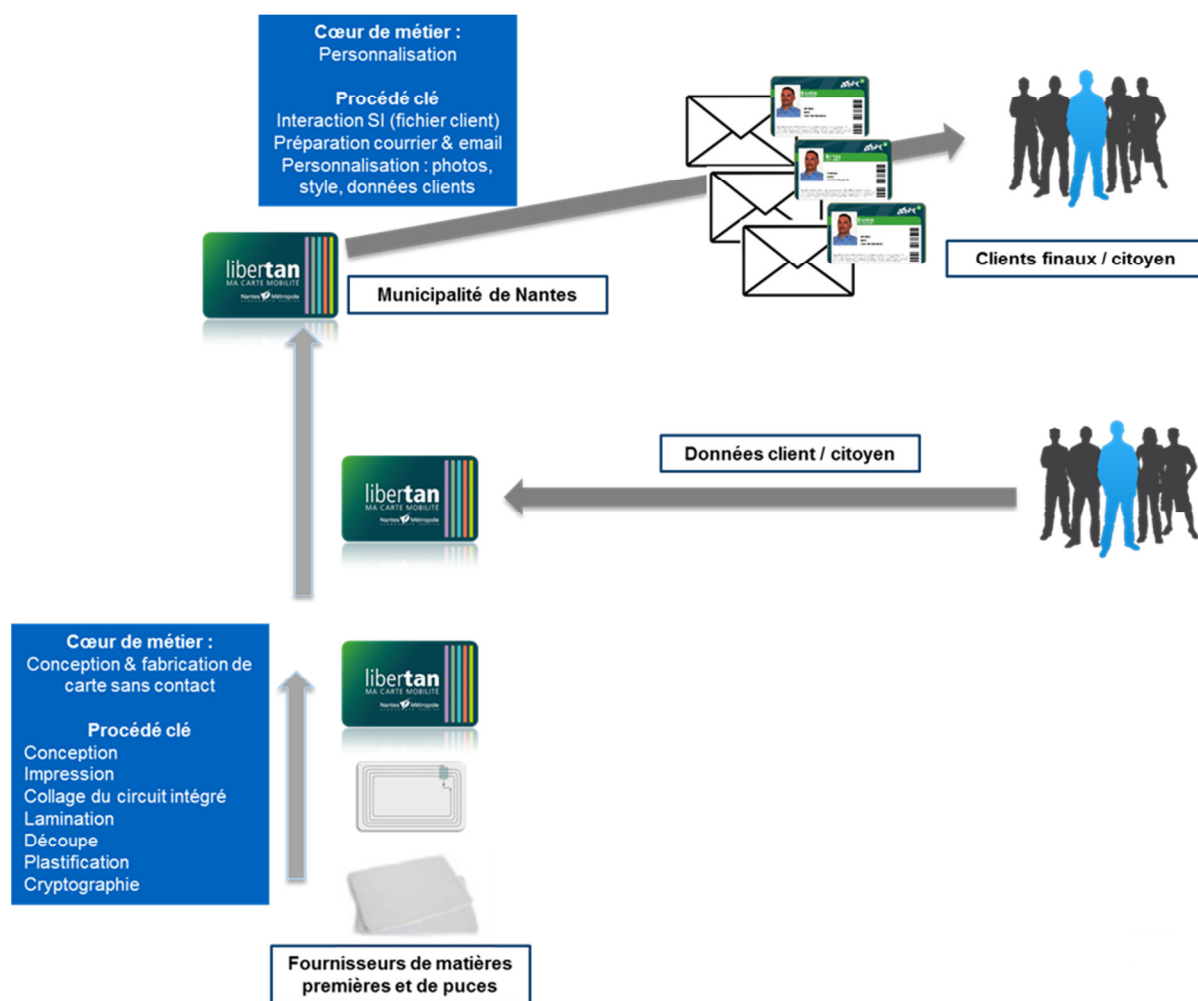 Cœur de métier :
Personnalisation
Procédé clé
Interaction SI (fichier client)
Préparation courrier & email
Personnalisation : photos,
style, données clients
libertan
MA CARTE MOBILITÉ
Nantes Métropole
Municipalité de Nantes
Clients finaux / citoyen
Données client / citoyen
libertan
MA CARTE MOBILITÉ
Nantes Métropole
Cœur de métier :
Conception & fabrication de
carte sans contact
Procédé clé
Conception
Impression
Collage du circuit intégré
Lamination
Découpe
Plastification
Cryptographie
libertan
MA CARTE MOBILITÉ
Nantes Métropole
Fournisseurs de matières
premières et de puces